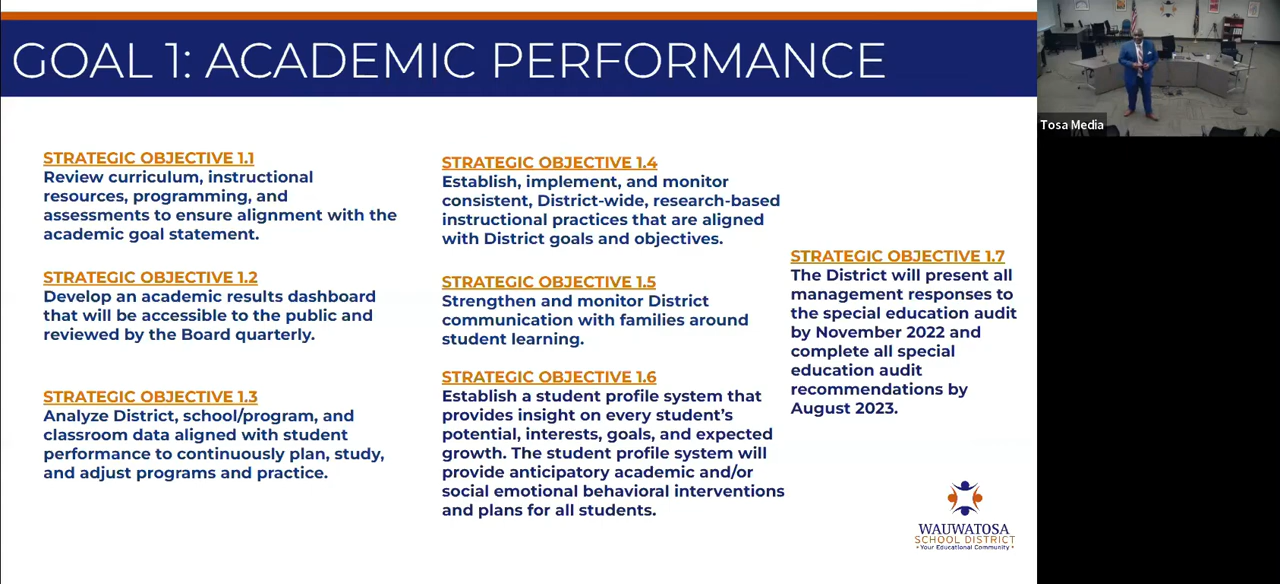 GOAL 1: ACADEMIC PERFORMANCE
STRATEGIC OBJECTIVE 1.1
Review curriculum, instructional
resources, programming, and
assessments to ensure alignment with the
academic goal statement.
STRATEGIC OBJECTIVE 1.2
Develop an academic results dashboard
that will be accessible to the public and
reviewed by the Board quarterly.
STRATEGIC OBJECTIVE 1.3
Analyze District, school/program, and
classroom data aligned with student
performance to continuously plan, study,
and adjust programs and practice.
STRATEGIC OBJECTIVE 1.4
Establish, implement, and monitor
consistent, District-wide, research-based
instructional practices that are aligned
with District goals and objectives.
STRATEGIC OBJECTIVE 1.5
Strengthen and monitor District
communication with families around
student learning.
STRATEGIC OBJECTIVE 1.6
Establish a student profile system that
provides insight on every student's
potential, interests, goals, and expected
growth. The student profile system will
provide anticipatory academic and/or
social emotional behavioral interventions
and plans for all students.
STRATEGIC OBJECTIVE 1.7
The District will present all
management responses to
the special education audit
by November 2022 and
complete all special
education audit
recommendations by
August 2023.
WAUWATOSA
SCHOOL DISTRICT
• Your Educational Community •
Tosa Media